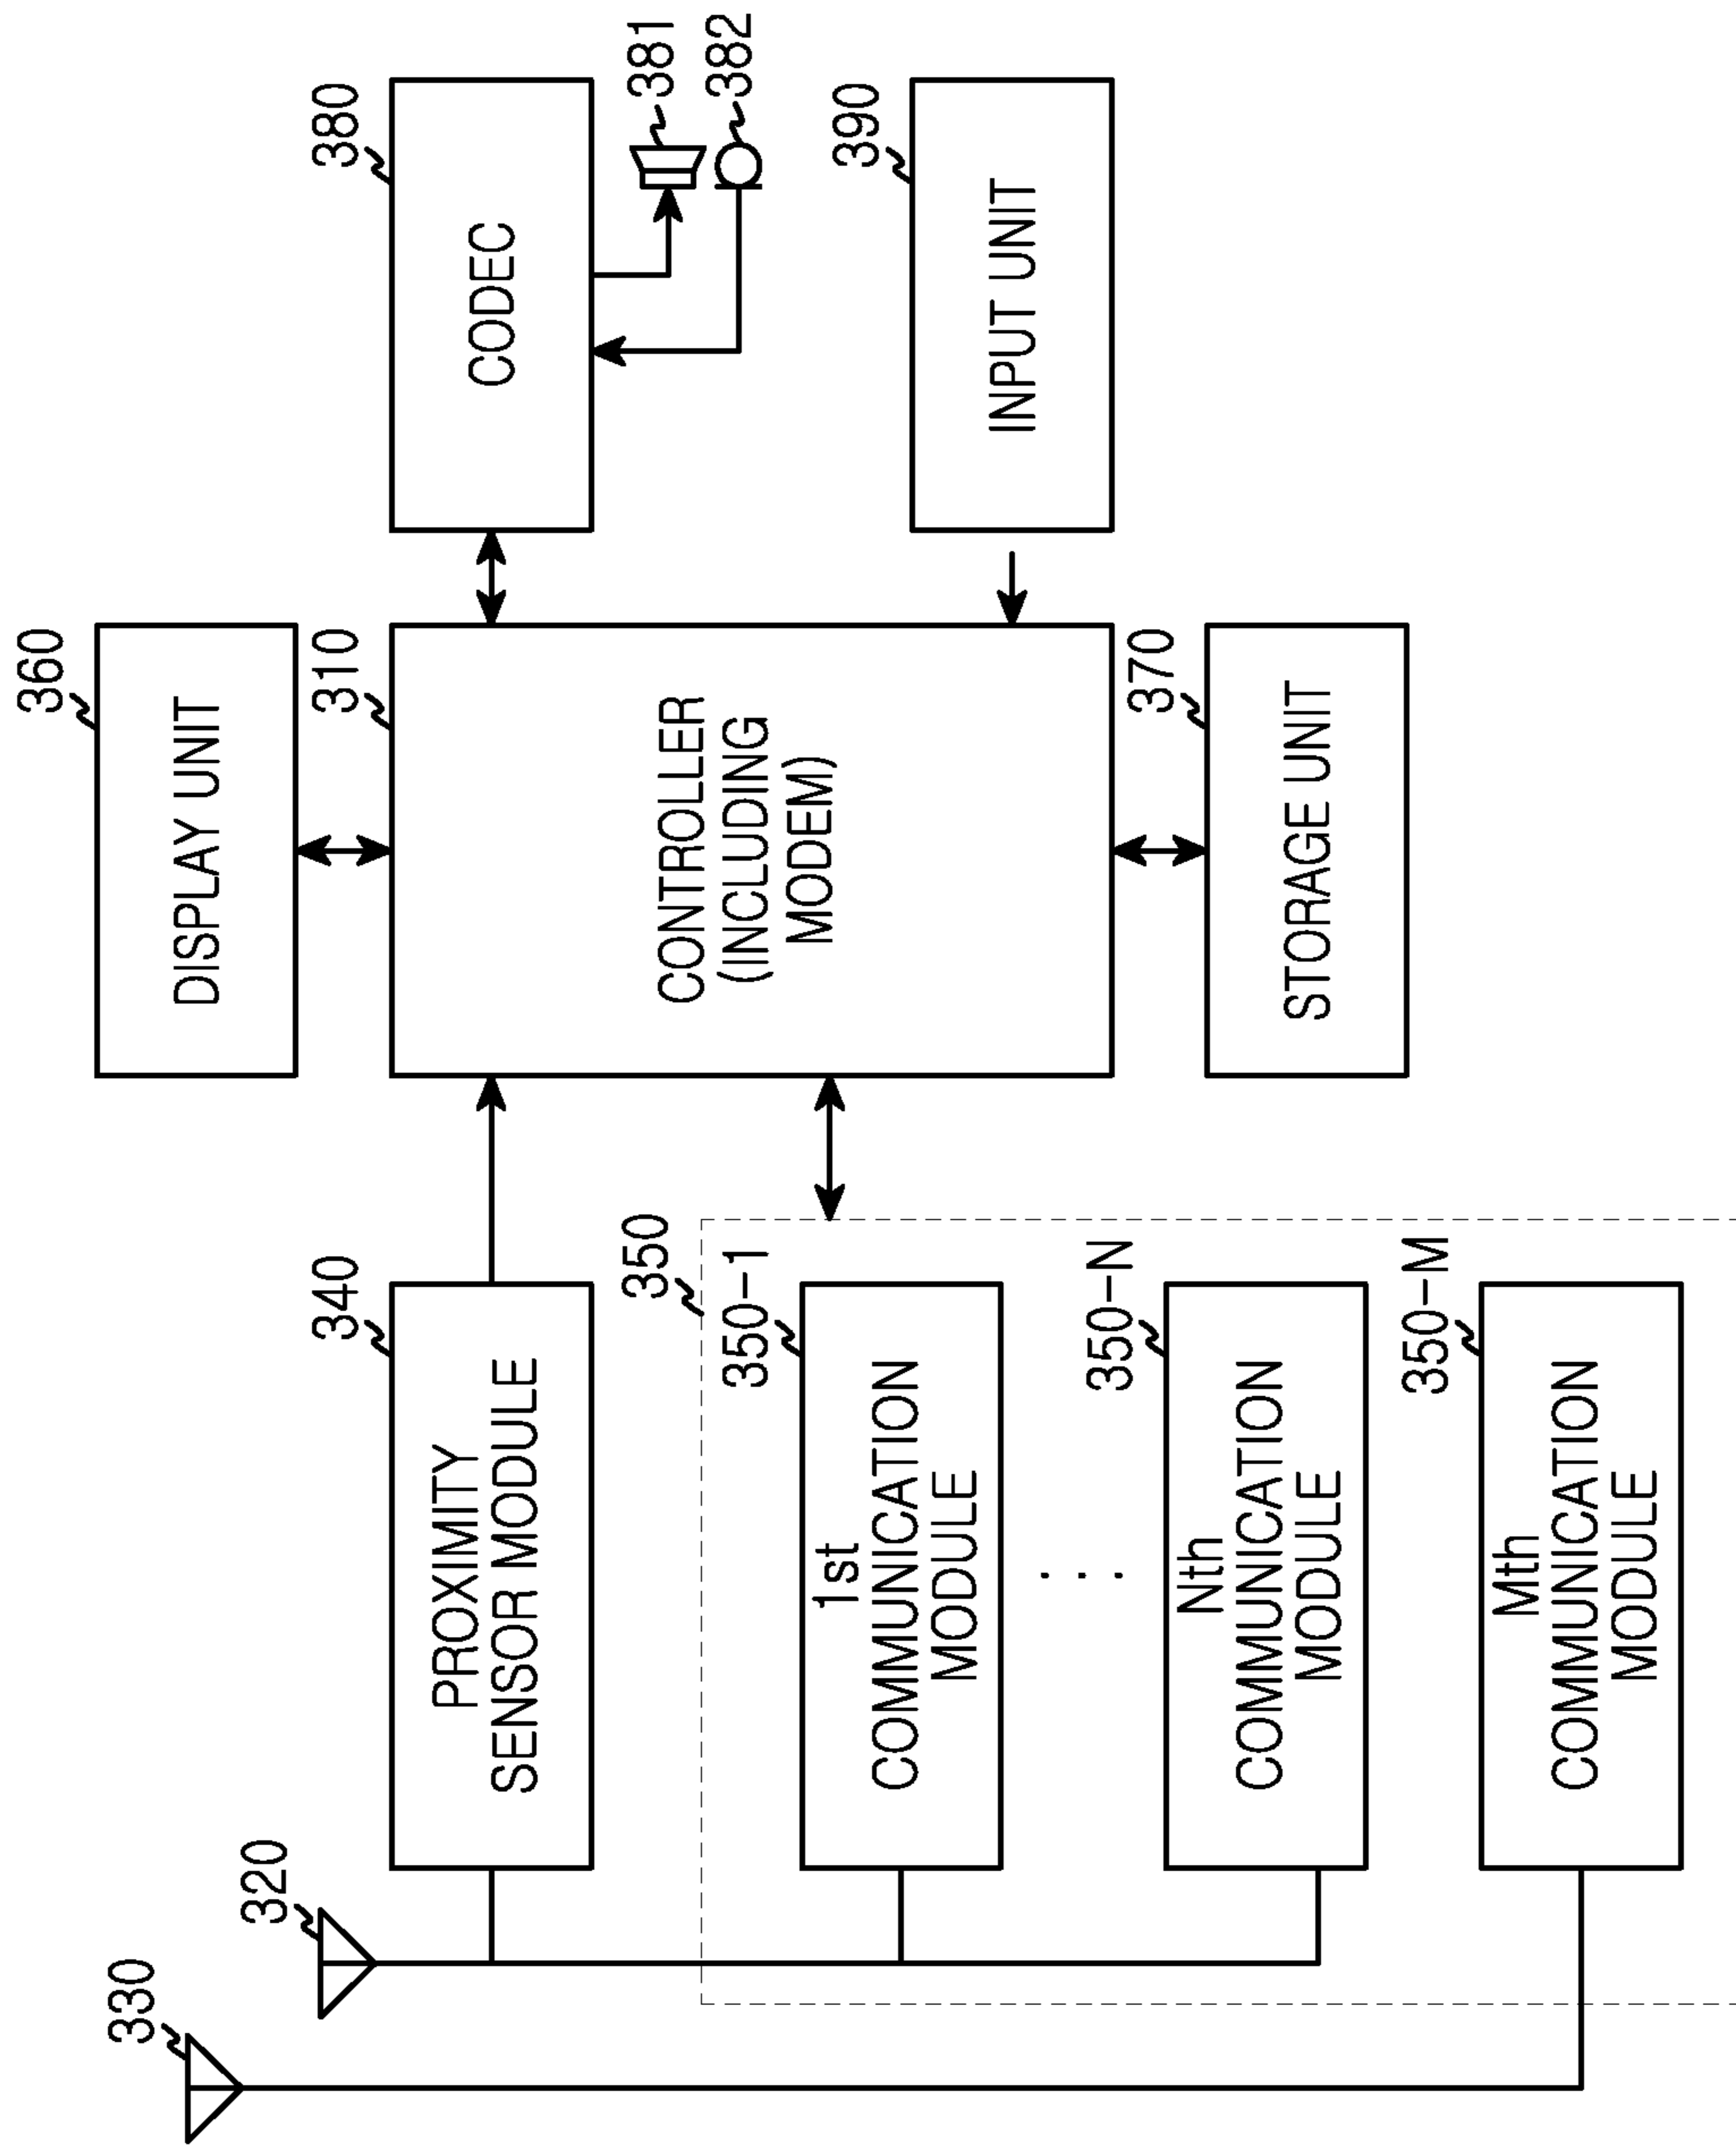 330
320
340
PROXIMITY
SENSOR MODULE
350
350-1
1st
COMMUNICATION
MODULE
. . .
350-N
Nth
COMMUNICATION
MODULE
350-M
Mth
COMMUNICATION
MODULE
360
DISPLAY UNIT
310
CONTROLLER
(INCLUDING
MODEM)
370
STORAGE UNIT
380
CODEC
381
382
390
INPUT UNIT